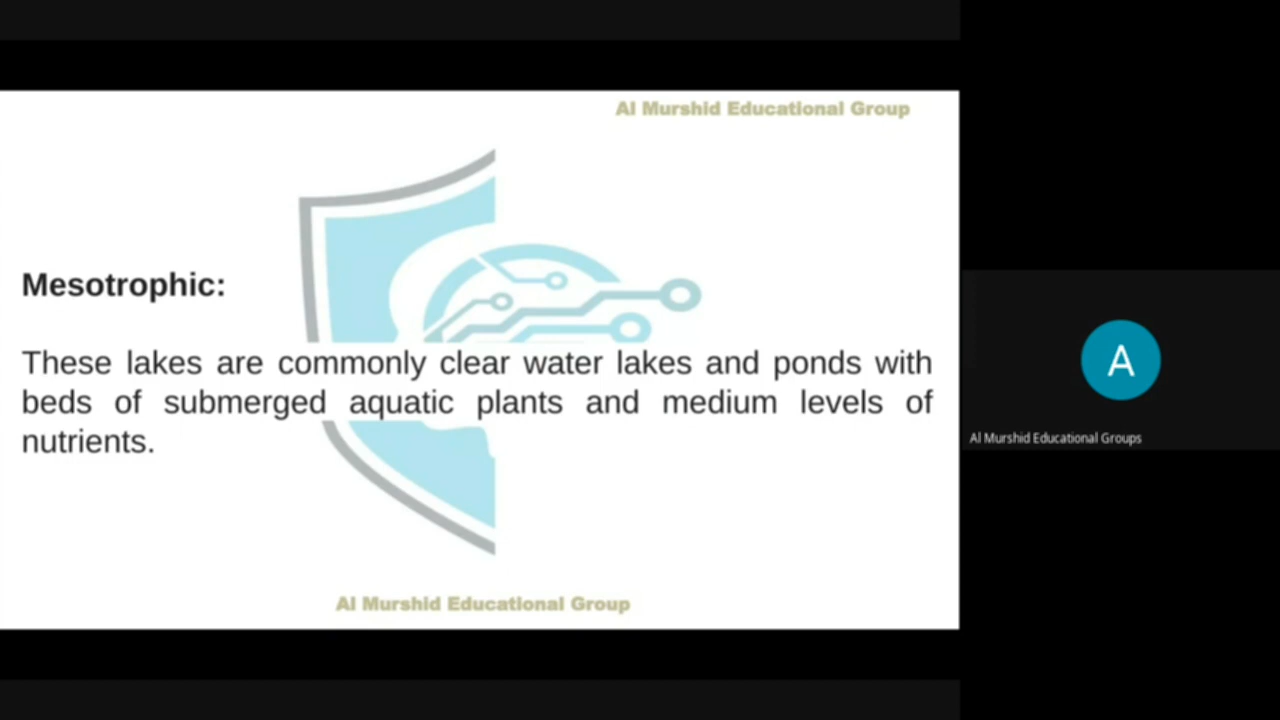 Al Murshid Educational Group
Mesotrophic:
These lakes are commonly clear water lakes and ponds with
beds of submerged aquatic plants and medium levels of
nutrients.
A
Al Murshid Educational Groups
Al Murshid Educational Group